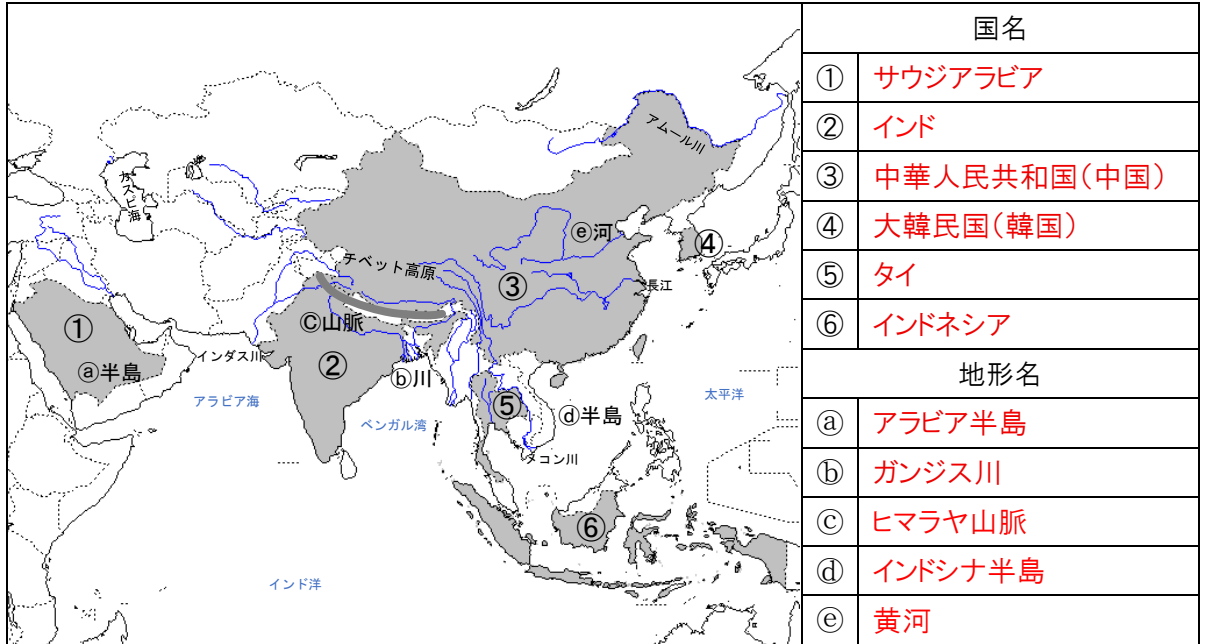 アムール川
カスピ海
ⓔ河
④
チベット高原
③
長江
①
Ⓒ山脈
インダス川
②
ⓐ半島
ⓑ川
アラビア海
太平洋
ベンガル湾
⑤
ⓓ半島
メコン川
⑥
インド洋
国名
① サウジアラビア
② インド
③ 中華人民共和国（中国）
④ 大韓民国（韓国）
⑤ タイ
⑥ インドネシア
地形名
ⓐ アラビア半島
ⓑ ガンジス川
ⓒ ヒマラヤ山脈
ⓓ インドシナ半島
ⓔ 黄河